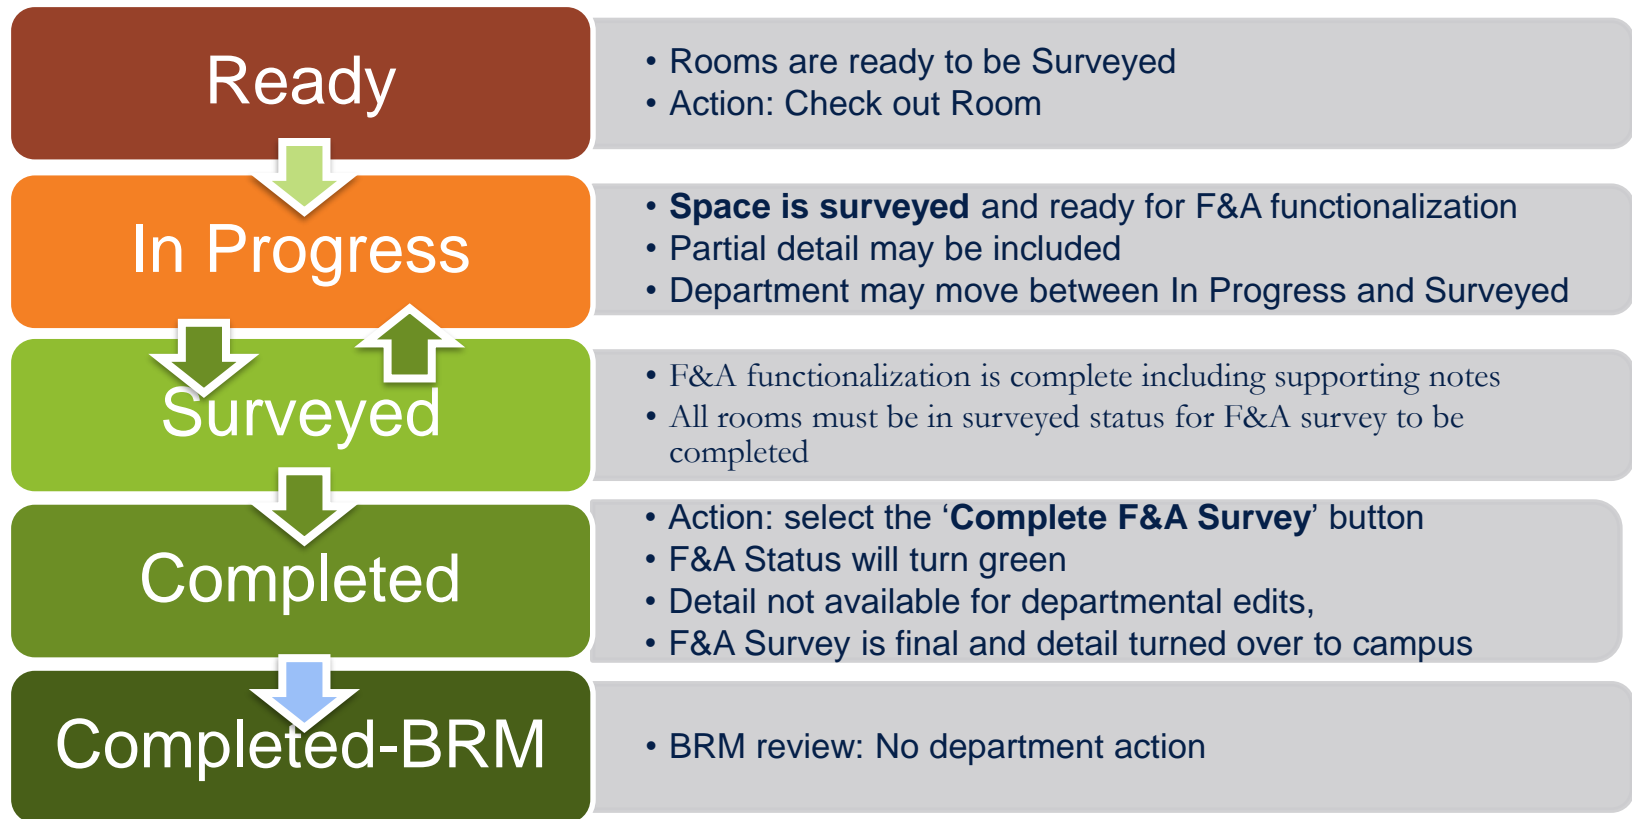 Ready
• Rooms are ready to be Surveyed
• Action: Check out Room
In Progress
• Space is surveyed and ready for F&A functionalization
• Partial detail may be included
• Department may move between In Progress and Surveyed
Surveyed
• F&A functionalization is complete including supporting notes
• All rooms must be in surveyed status for F&A survey to be
completed
Completed
• Action: select the ‘Complete F&A Survey’ button
• F&A Status will turn green
• Detail not available for departmental edits,
• F&A Survey is final and detail turned over to campus
Completed-BRM
• BRM review: No department action